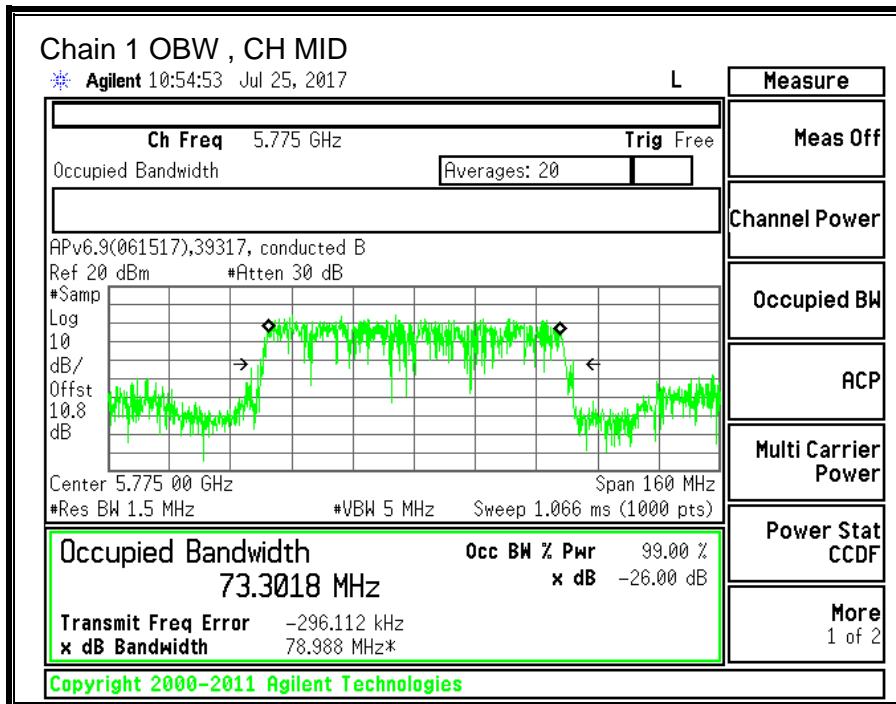 Chain 1 OBW , CH MID
Agilent 10:54:53 Jul 25, 2017 L
Measure
Ch Freq 5.775 GHz Trig Free
Meas Off
Occupied Bandwidth Averages: 20
Channel Power
APv6.9(061517),39317, conducted B
Ref 20 dBm #Atten 30 dB
#Samp
Log
10
dB/
Offst
10.8
dB
Occupied BW
ACP
Multi Carrier
Power
Center 5.775 00 GHz Span 160 MHz
#Res BW 1.5 MHz #VBW 5 MHz Sweep 1.066 ms (1000 pts)
Power Stat
CCDF
Occupied Bandwidth Occ BW % Pwr 99.00 %
73.3018 MHz x dB -26.00 dB
Transmit Freq Error -296.112 kHz
x dB Bandwidth 78.988 MHz*
More
1 of 2
Copyright 2000-2011 Agilent Technologies